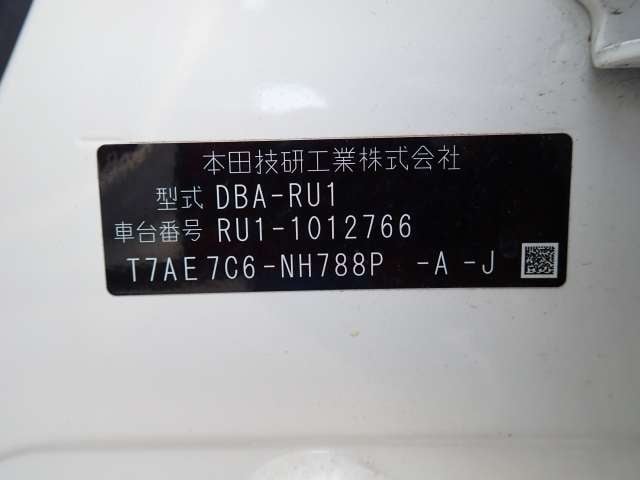 本田技研工業株式会社
型式 DBA-RU1
車台番号 RU1-1012766
T7AE7C6-NH788P -A -J